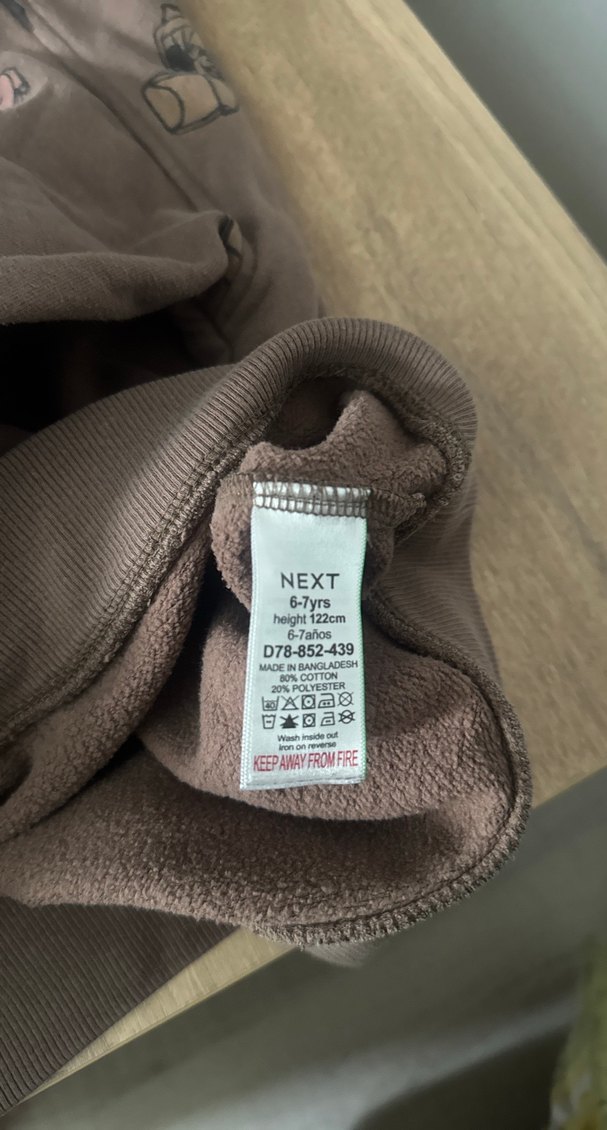 NEXT
6-7yrs
height 122cm
6-7años
D78-852-439
MADE IN BANGLADESH
80% COTTON
20% POLYESTER
40
Wash inside out
Iron on reverse
KEEP AWAY FROM FIRE